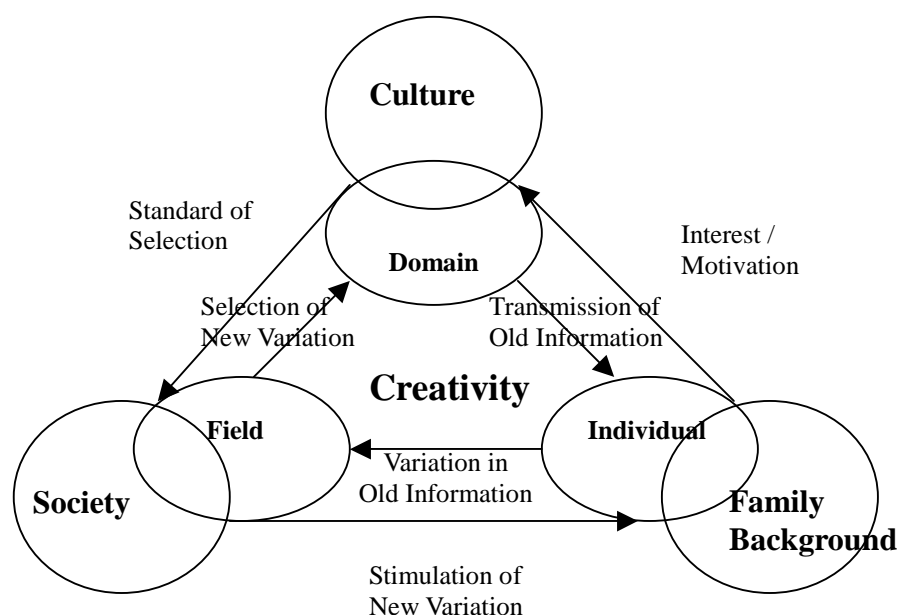 Culture
Standard of
Selection
Domain
Interest /
Motivation
Selection of
New Variation
Transmission of
Old Information
Creativity
Field
Individual
Variation in
Old Information
Society
Family
Background
Stimulation of
New Variation